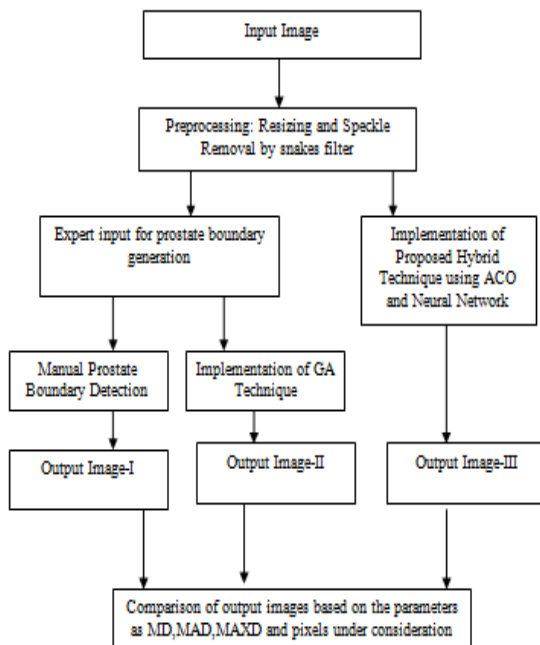 Input Image
Preprocessing: Resizing and Speckle
Removal by snakes filter
Expert input for prostate boundary
generation
Implementation of
Proposed Hybrid
Technique using ACO
and Neural Network
Manual Prostate
Boundary Detection
Implementation of GA
Technique
Output Image-I
Output Image-II
Output Image-III
Comparison of output images based on the parameters
as MD,MAD,MAXD and pixels under consideration